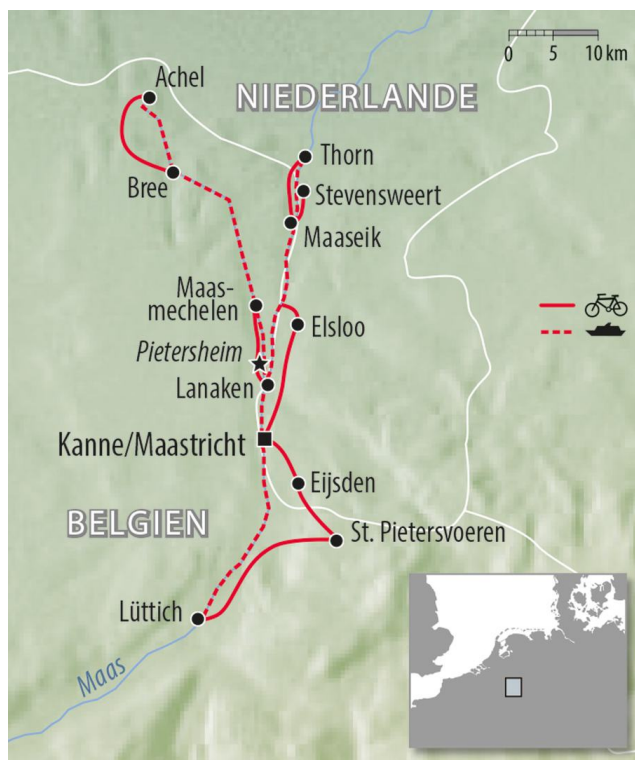 0 5 10 km
Achel
NIEDERLANDE
Thorn
Bree
Stevensweert
Maaseik
Maas-
mechelen
Elsloo
Pietersheim
Lanaken
Kanne/Maastricht
Eijsden
BELGIEN
St. Pietersvoeren
Lüttich
Maas